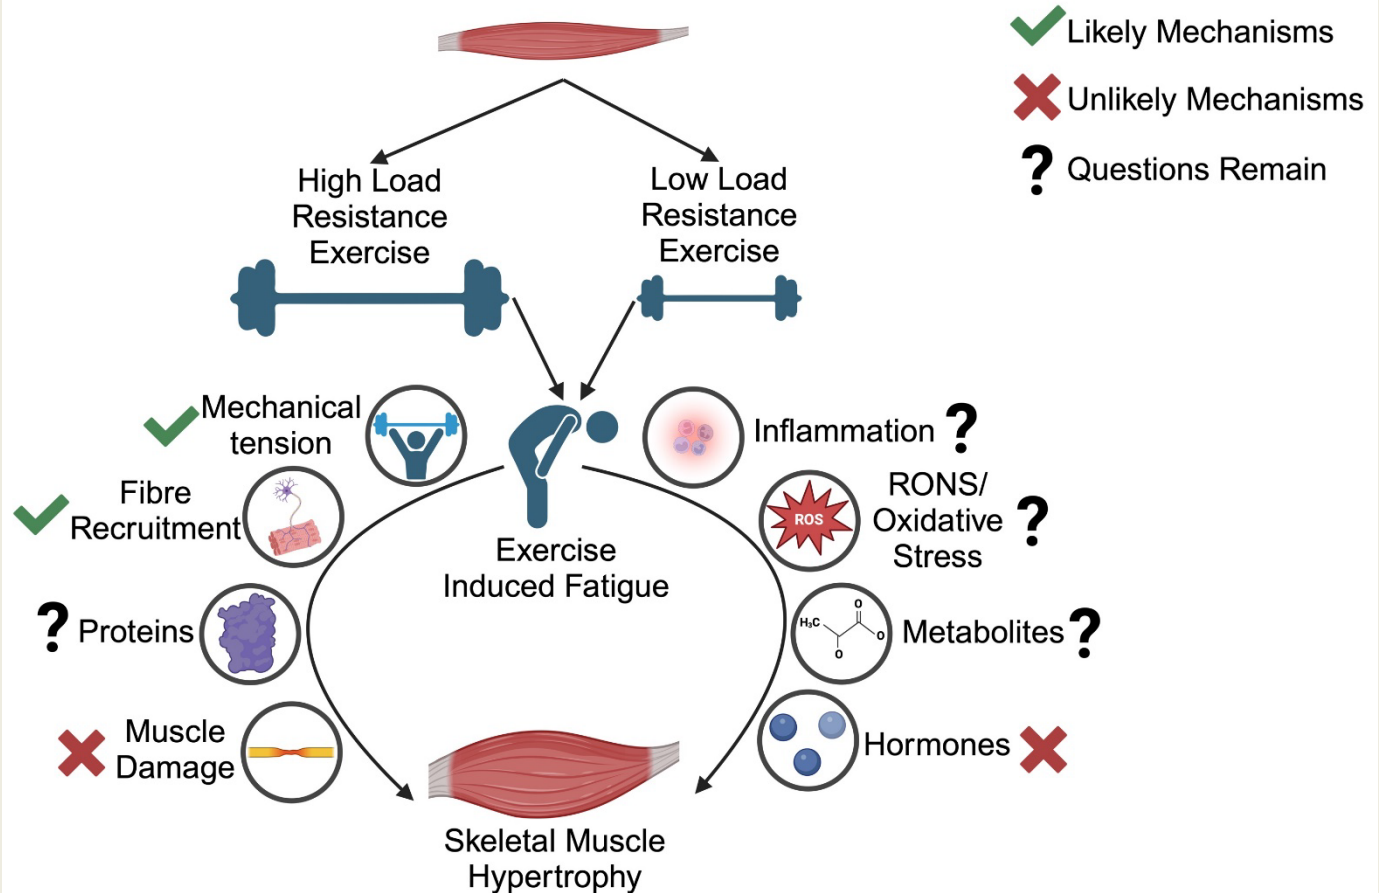 Likely Mechanisms
Unlikely Mechanisms
? Questions Remain
High Load
Resistance
Exercise
Low Load
Resistance
Exercise
Mechanical
tension
Fibre
Recruitment
? Proteins
Muscle
Damage
Exercise
Induced Fatigue
Inflammation ?
ROS
RONS/
Oxidative
Stress
?
H₃C
O
O
O
Metabolites ?
Hormones
Skeletal Muscle
Hypertrophy